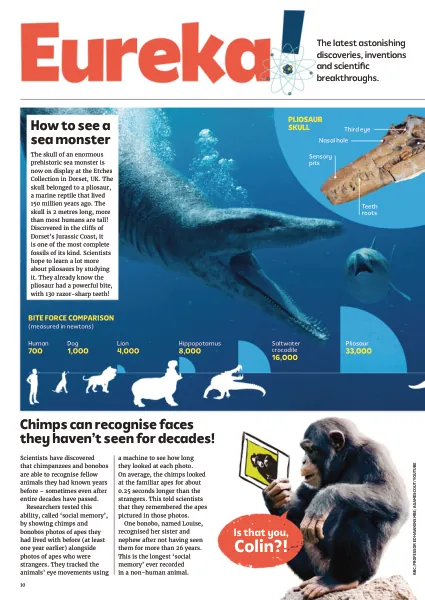 Eureka!
The latest astonishing
discoveries, inventions
and scientific
breakthroughs.
How to see a
sea monster
The skull of an enormous
prehistoric sea monster is
now on display at the Etches
Collection in Dorset, UK. The
skull belonged to a pliosaur,
a marine reptile that lived
150 million years ago. The
skull is 2 metres long, more
than most humans are tall!
Discovered in the cliffs of
Dorset's Jurassic Coast, it
is one of the most complete
fossils of its kind. Scientists
hope to learn a lot more
about pliosaurs by studying
it. They already know the
pliosaur had a powerful bite,
with 130 razor-sharp teeth!
PLIOSAUR
SKULL
Third eye
Nasal hole
Sensory
pits
Teeth
roots
BITE FORCE COMPARISON
(measured in newtons)
Human
700
Dog
1,000
Lion
4,000
Hippopotamus
8,000
Saltwater
crocodile
16,000
Pliosaur
33,000
Chimps can recognise faces
they haven't seen for decades!
Scientists have discovered
that chimpanzees and bonobos
are able to recognise fellow
animals they had known years
before – sometimes even after
entire decades have passed.
Researchers tested this
ability, called 'social memory',
by showing chimps and
bonobos photos of apes they
had lived with before (at least
one year earlier) alongside
photos of apes who were
strangers. They tracked the
animals' eye movements using
a machine to see how long
they looked at each photo.
On average, the chimps looked
at the familiar apes for about
0.25 seconds longer than the
strangers. This told scientists
that they remembered the apes
pictured in those photos.
One bonobo, named Louise,
recognised her sister and
nephew after not having seen
them for more than 26 years.
This is the longest 'social
memory' ever recorded
in a non-human animal.
Is that you,
Colin?!
10